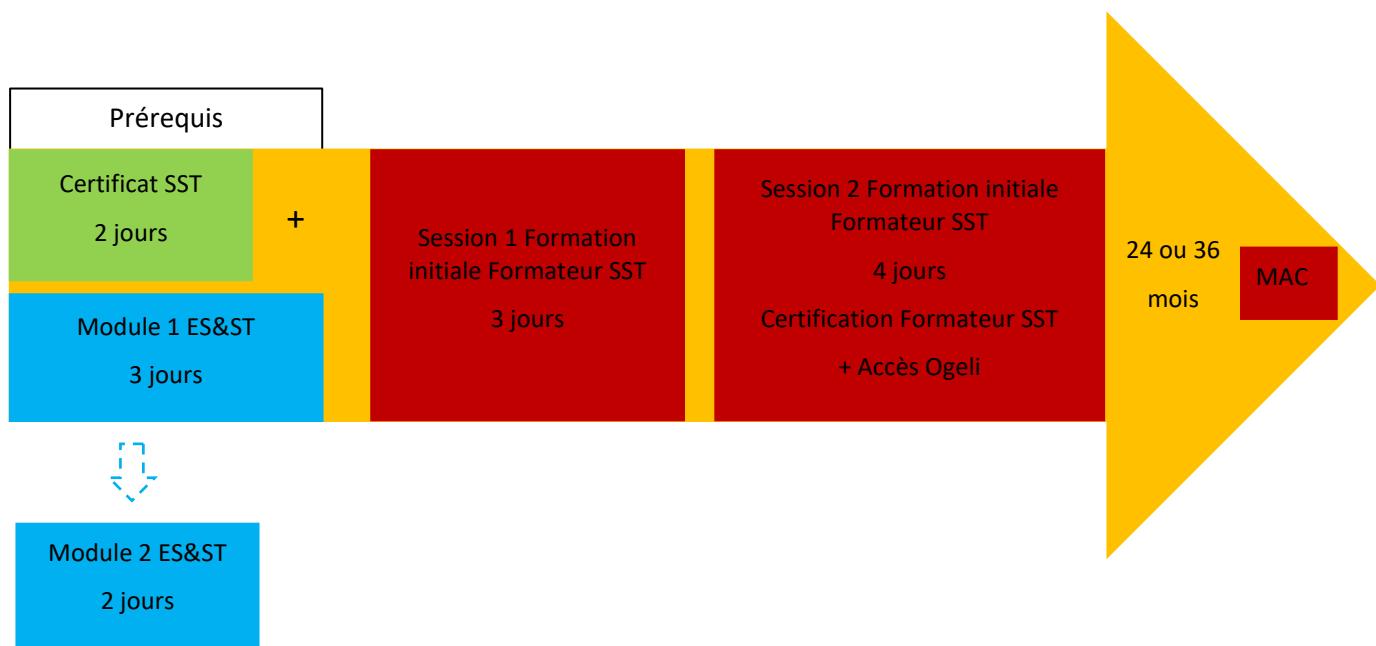 Prérequis
Certificat SST
2 jours
+
Module 1 ES&ST
3 jours
Session 1 Formation
initiale Formateur SST
3 jours
Session 2 Formation initiale
Formateur SST
4 jours
Certification Formateur SST
+ Accès Ogeli
24 ou 36
mois
MAC
Module 2 ES&ST
2 jours